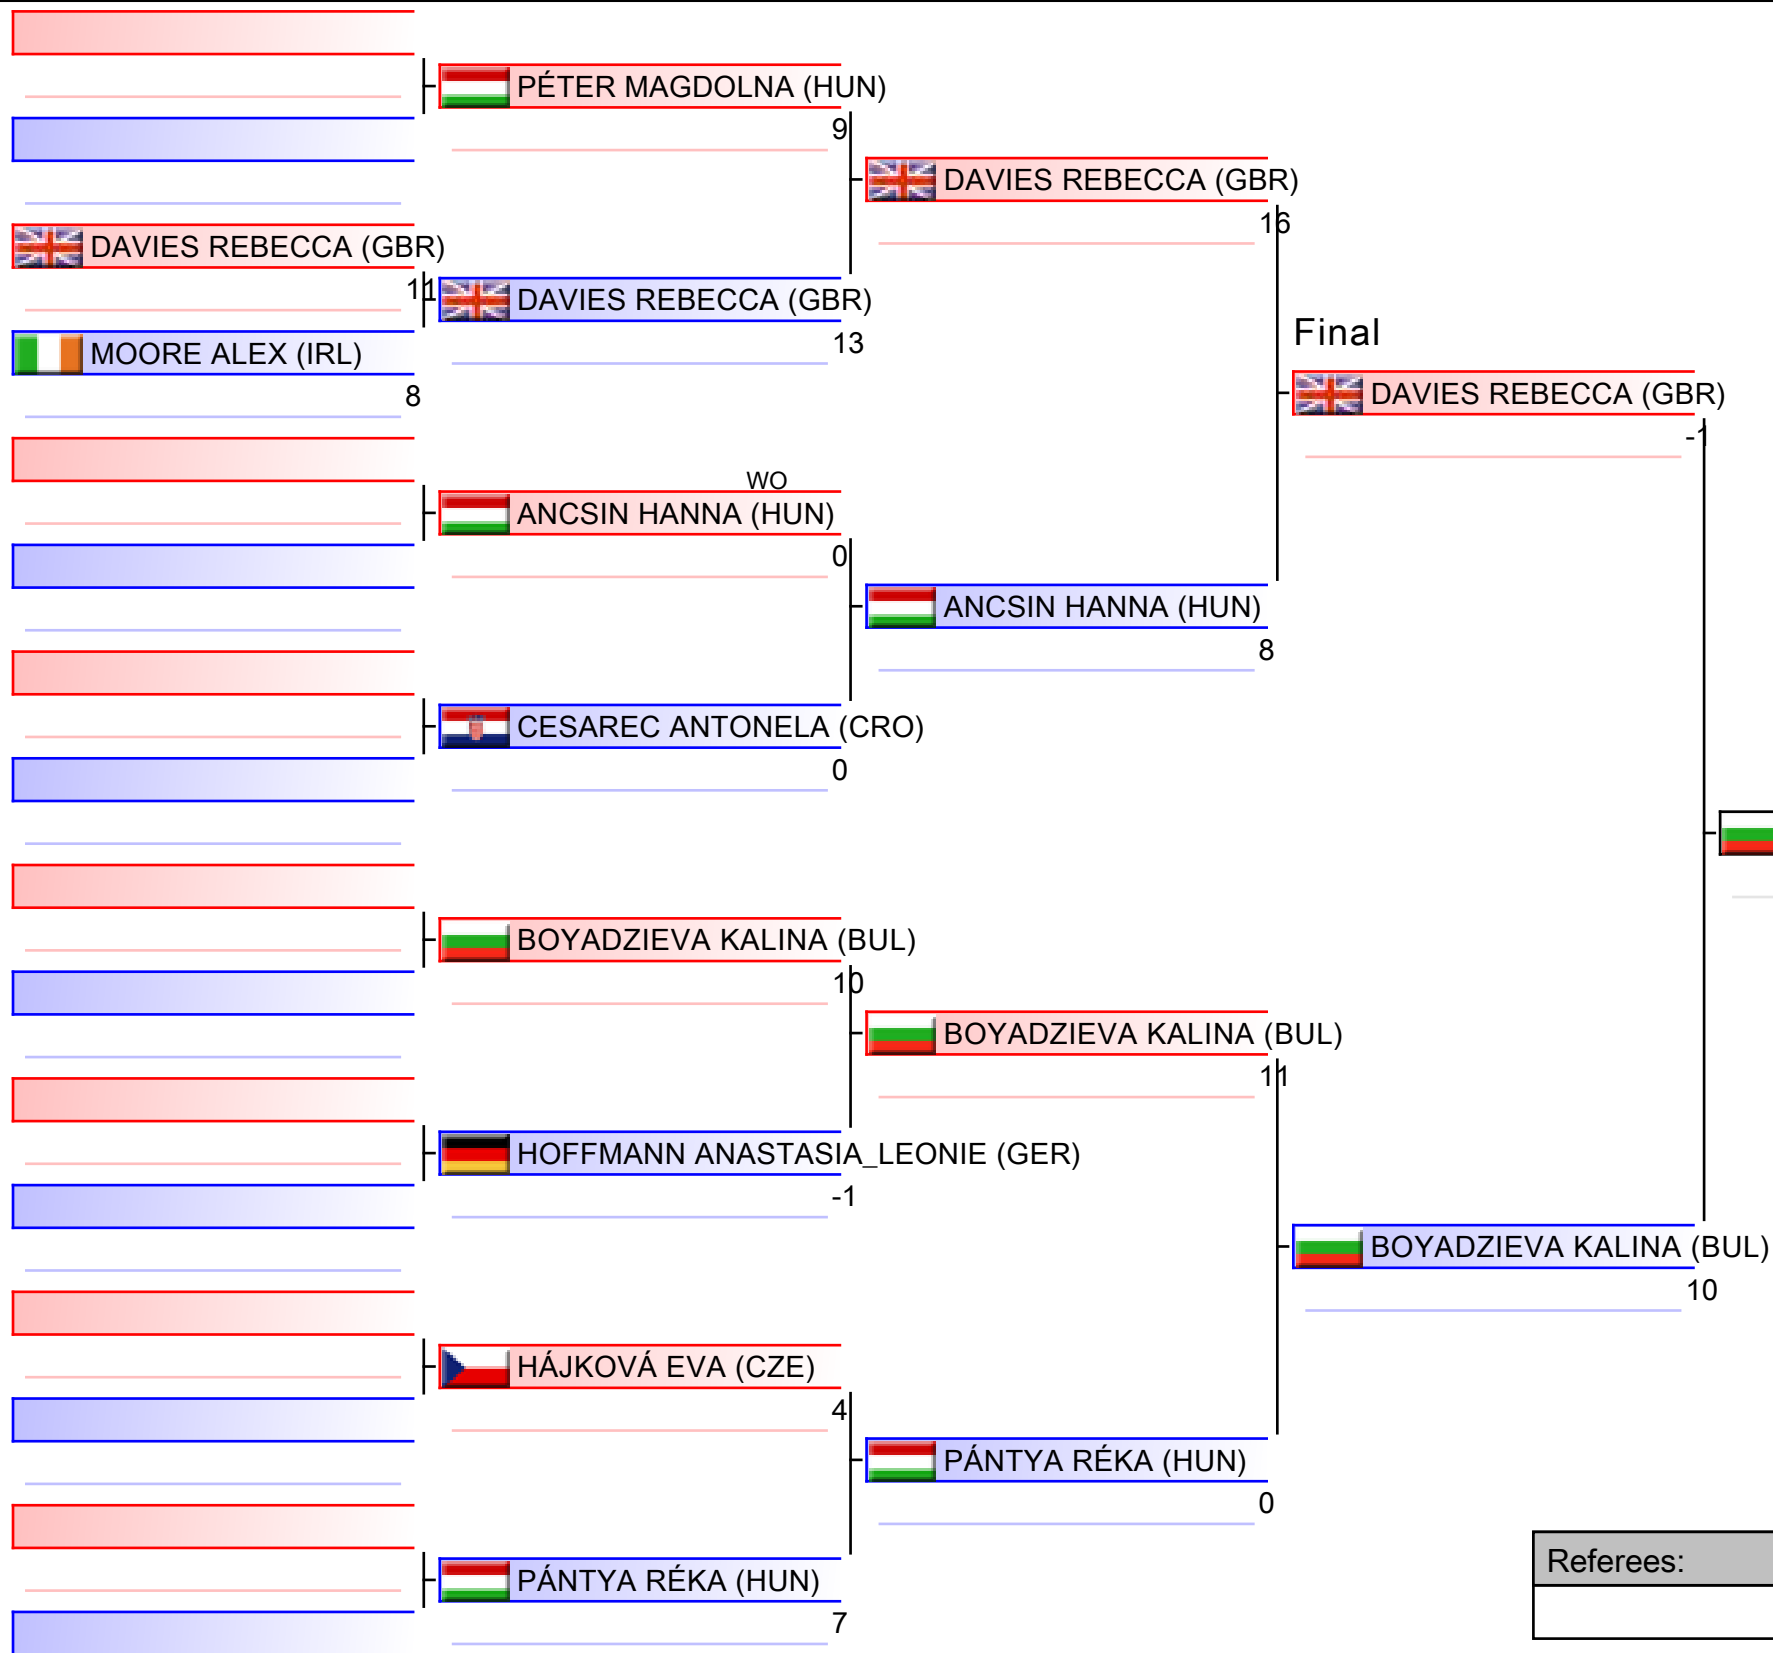 PÉTER MAGDOLNA (HUN)
9
DAVIES REBECCA (GBR)
16
DAVIES REBECCA (GBR)
11
DAVIES REBECCA (GBR)
13
MOORE ALEX (IRL)
8
Final
DAVIES REBECCA (GBR)
-1
WO
ANCSIN HANNA (HUN)
0
ANCSIN HANNA (HUN)
8
CESAREC ANTONELA (CRO)
0
BOYADZIEVA KALINA (BUL)
10
BOYADZIEVA KALINA (BUL)
11
HOFFMANN ANASTASIA_LEONIE (GER)
-1
BOYADZIEVA KALINA (BUL)
10
HÁJKOVÁ EVA (CZE)
4
PÁNTYA RÉKA (HUN)
0
PÁNTYA RÉKA (HUN)
7
Referees: